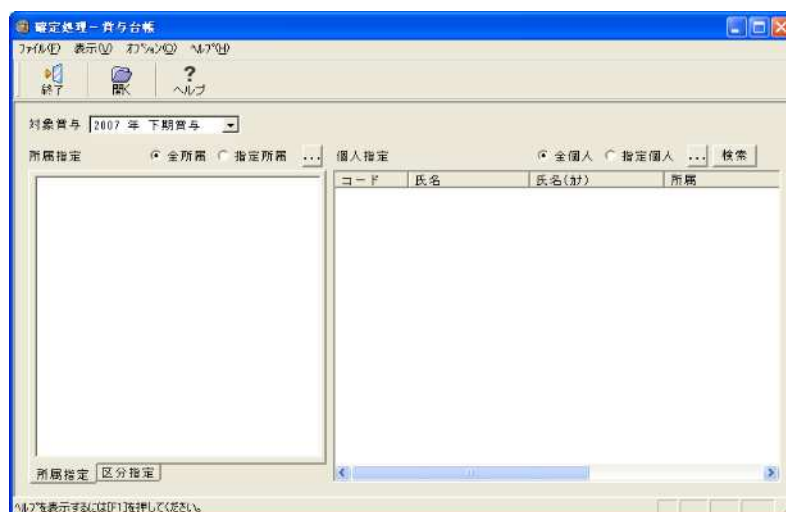 確定処理－賞与台帳
ﾌｧｲﾙ(F) 表示(V) ｵﾌﾟｼｮﾝ(O) ﾍﾙﾌﾟ(H)
終了 開く ? ヘルプ
対象賞与 2007 年 下期賞与
所属指定 全所属 指定所属 ... 個人指定 全個人 指定個人 ... 検索
コード 氏名 氏名(ｶﾅ) 所属
所属指定 区分指定
ﾍﾙﾌﾟを表示するには[F1]を押してください。